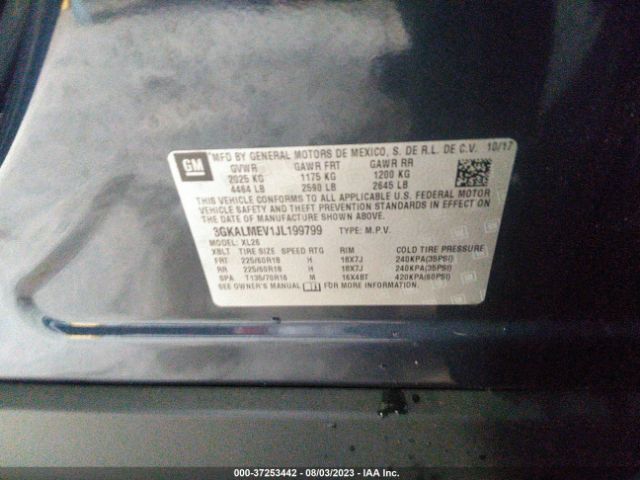 GM
MFG BY GENERAL MOTORS DE MEXICO, S. DE R.L. DE C.V. 10/17
GVWR GAWR FRT GAWR RR
2025 KG 1175 KG 1200 KG
4464 LB 2590 LB 2645 LB
THIS VEHICLE CONFORMS TO ALL APPLICABLE U.S. FEDERAL MOTOR
VEHICLE SAFETY, BUMPER, AND THEFT PREVENTION STANDARDS IN EFFECT ON THE
DATE OF MANUFACTURE SHOWN ABOVE.
3GKALMEV1JL199799 TYPE: M.P.V.
MODEL: XL26
XBLT TIRE SIZE SPEED RTG RIM COLD TIRE PRESSURE
FRT 225/60R18 H 18X7J 240KPA(35PSI)
RR 225/60R18 H 18X7J 240KPA(35PSI)
SPA T135/70R16 M 16X4BT 420KPA(60PSI)
SEE OWNER'S MANUAL FOR MORE INFORMATION.
000-37253442 - 08/03/2023 - IAA Inc.